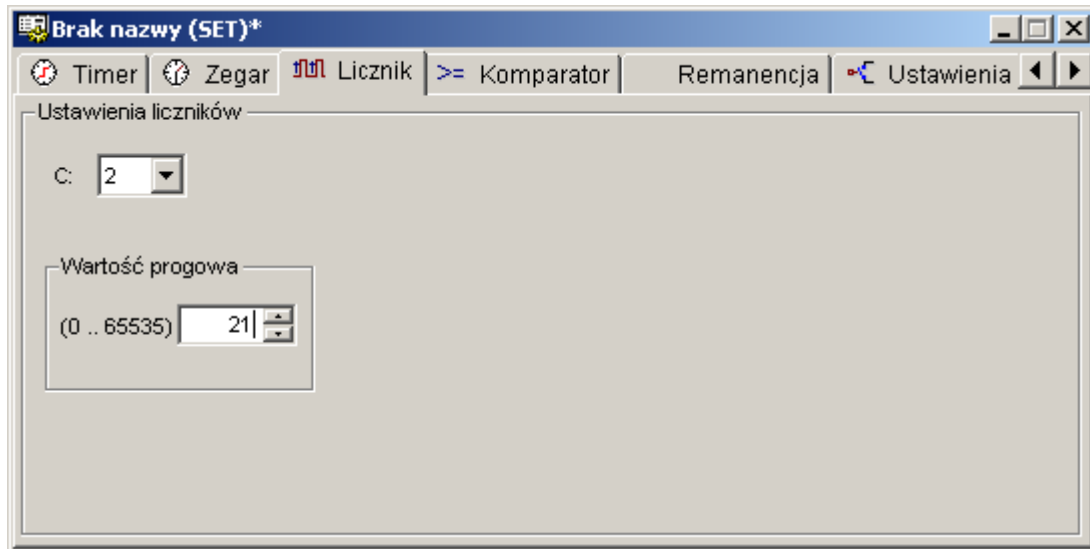 Brak nazwy (SET)*
Timer Zegar Licznik >= Komparator Remanencja Ustawienia
Ustawienia liczników
C: 2
Wartość progowa
(0 .. 65535) 21